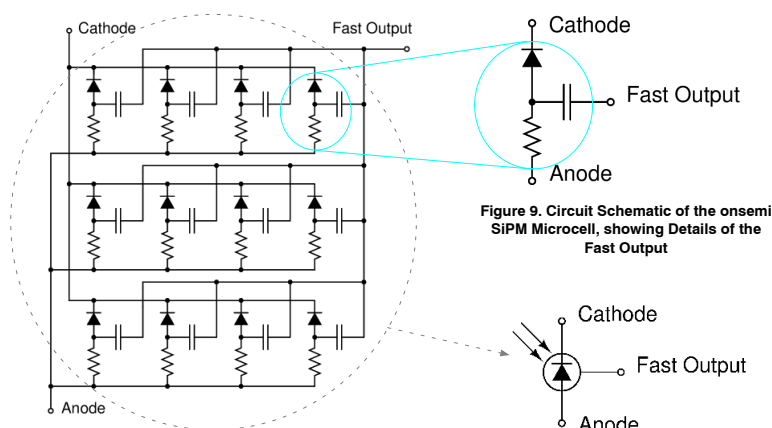 Cathode
Fast Output
Anode
Cathode
Fast Output
Anode
Figure 9. Circuit Schematic of the onsemi
SiPM Microcell, showing Details of the
Fast Output
Cathode
Fast Output
Anode